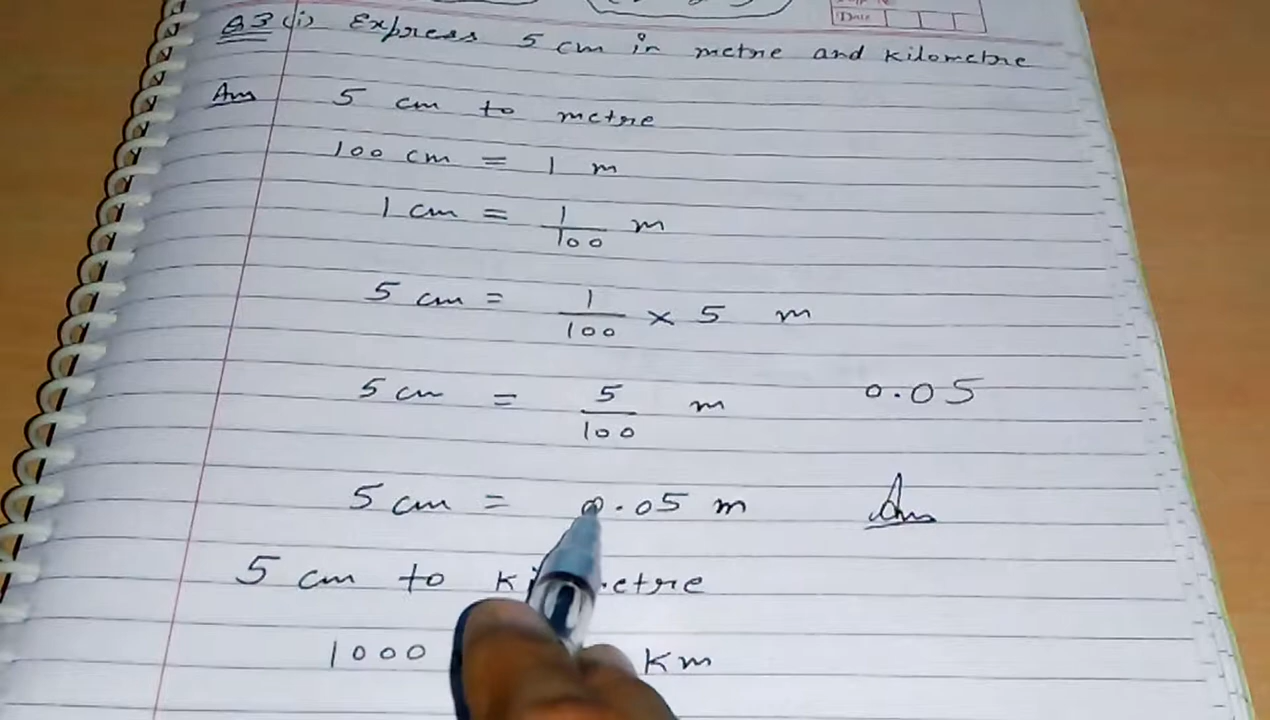 Q3 (i) Express 5 cm in metre and kilometre
Ans 5 cm to metre
100 cm = 1 m
1 cm = 1/100 m
5 cm = 1/100 × 5 m
5 cm = 5/100 m 0.05
5 cm = 0.05 m Ans
5 cm to
1000 km
Date